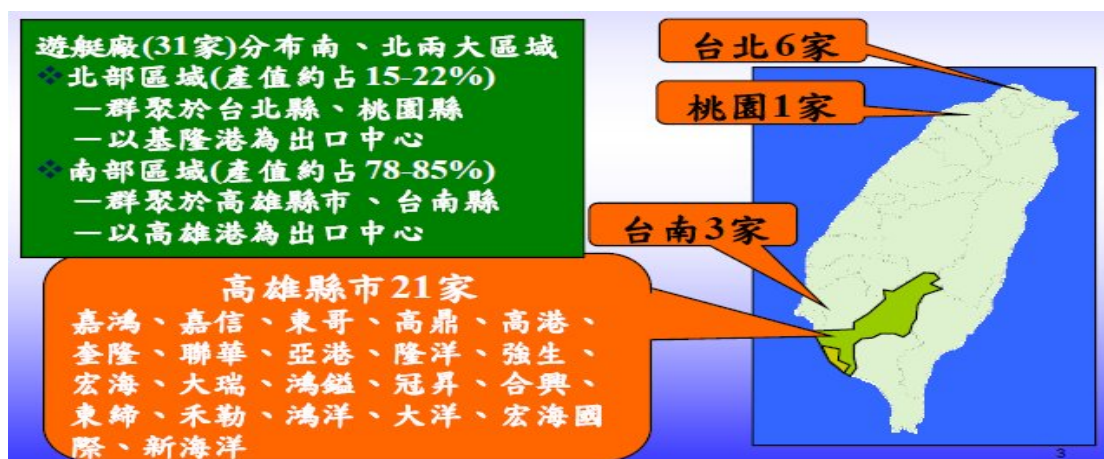 遊艇廠(31家)分布南、北兩大區域
❖北部區域(產值約占15-22%)
－群聚於台北縣、桃園縣
－以基隆港為出口中心
❖南部區域(產值約占78-85%)
－群聚於高雄縣市、台南縣
－以高雄港為出口中心
台北6家
桃園1家
台南3家
高雄縣市21家
嘉鴻、嘉信、東哥、高鼎、高港、
奎隆、聯華、亞港、隆洋、強生、
宏海、大瑞、鴻鎰、冠昇、合興、
東締、禾勒、鴻洋、大洋、宏海國
際、新海洋
3